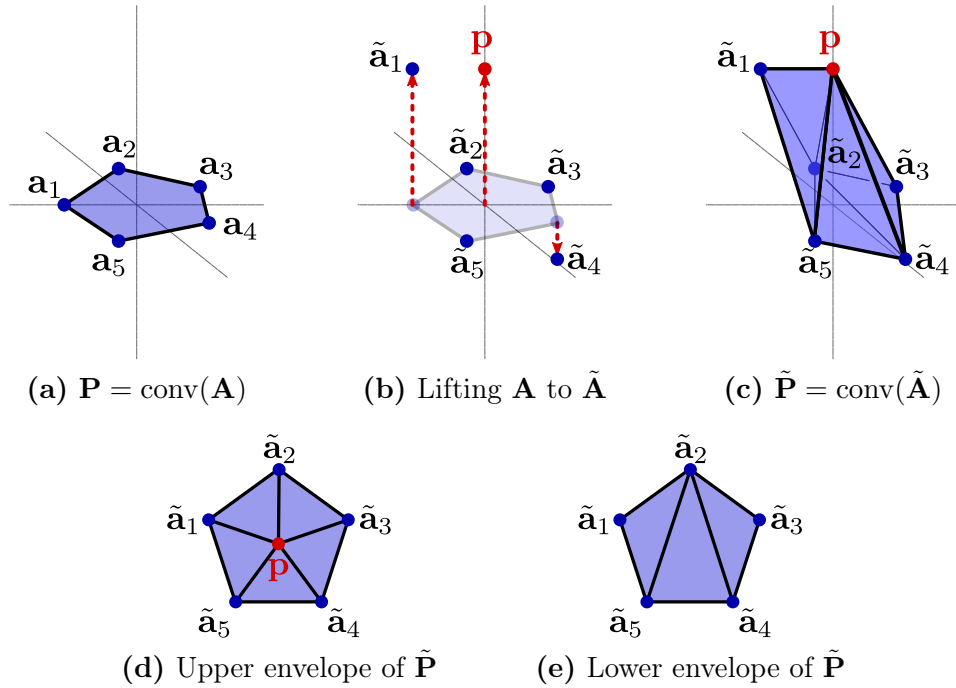 ã₁ p p
ã₁
a₂ ã₂ a₃ ã₃ ã₂ ã₃
a₁
a₄
a₅ ã₅ ã₄ ã₅ ã₄
(a) P = conv(A) (b) Lifting A to Ã (c) P̃ = conv(Ã)
ã₂ ã₂
ã₁ ã₃ ã₁ ã₃
p
ã₅ ã₄ ã₅ ã₄
(d) Upper envelope of P̃ (e) Lower envelope of P̃